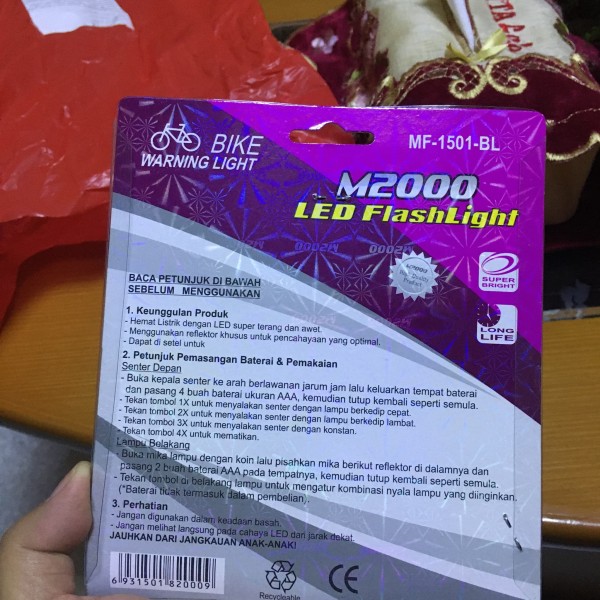 BIKE
WARNING LIGHT
MF-1501-BL
M2000
LED FlashLight
M2000 M2000
M2000
High Quality
Product
SUPER
BRIGHT
LONG
LIFE
BACA PETUNJUK DI BAWAH
SEBELUM MENGGUNAKAN
1. Keunggulan Produk
- Hemat Listrik dengan LED super terang dan awet.
- Menggunakan reflektor khusus untuk pencahayaan yang optimal.
- Dapat di setel untuk
2. Petunjuk Pemasangan Baterai & Pemakaian
Senter Depan
- Buka kepala senter ke arah berlawanan jarum jam lalu keluarkan tempat baterai
dan pasang 4 buah baterai ukuran AAA, kemudian tutup kembali seperti semula.
- Tekan tombol 1X untuk menyalakan senter dengan lampu berkedip cepat.
- Tekan tombol 2X untuk menyalakan senter dengan lampu berkedip lambat.
- Tekan tombol 3X untuk menyalakan senter dengan konstan.
- Tekan tombol 4X untuk mematikan.
Lampu Belakang
- Buka mika lampu dengan koin lalu pisahkan mika berikut reflektor di dalamnya dan
pasang 2 buah baterai AAA pada tempatnya, kemudian tutup kembali seperti semula.
- Tekan tombol di belakang lampu untuk mengatur kombinasi nyala lampu yang diinginkan.
(*Baterai tidak termasuk dalam pembelian).
3. Perhatian
- Jangan digunakan dalam keadaan basah.
- Jangan melihat langsung pada cahaya LED dari jarak dekat.
JAUHKAN DARI JANGKAUAN ANAK-ANAK!
6 931501 820009
Recycleable
CE